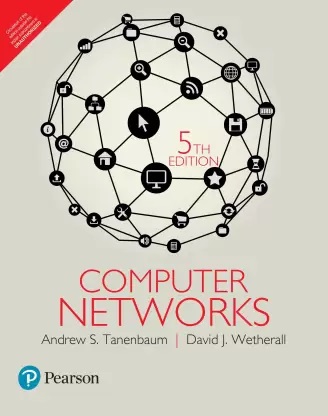 5TH
EDITION
COMPUTER
NETWORKS
Andrew S. Tanenbaum | David J. Wetherall
Pearson